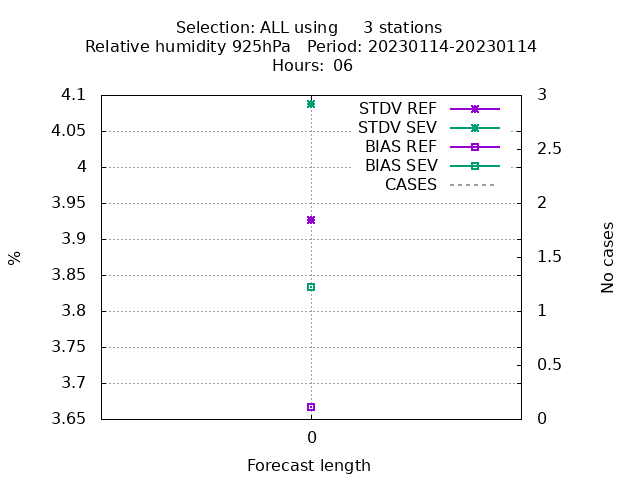 Selection: ALL using     3 stations
Relative humidity 925hPa   Period: 20230114-20230114
Hours: 06
4.1
4.05
4
3.95
3.9
3.85
3.8
3.75
3.7
3.65
%
STDV REF
STDV SEV
BIAS REF
BIAS SEV
CASES
3
2.5
2
1.5
1
0.5
0
No cases
0
Forecast length